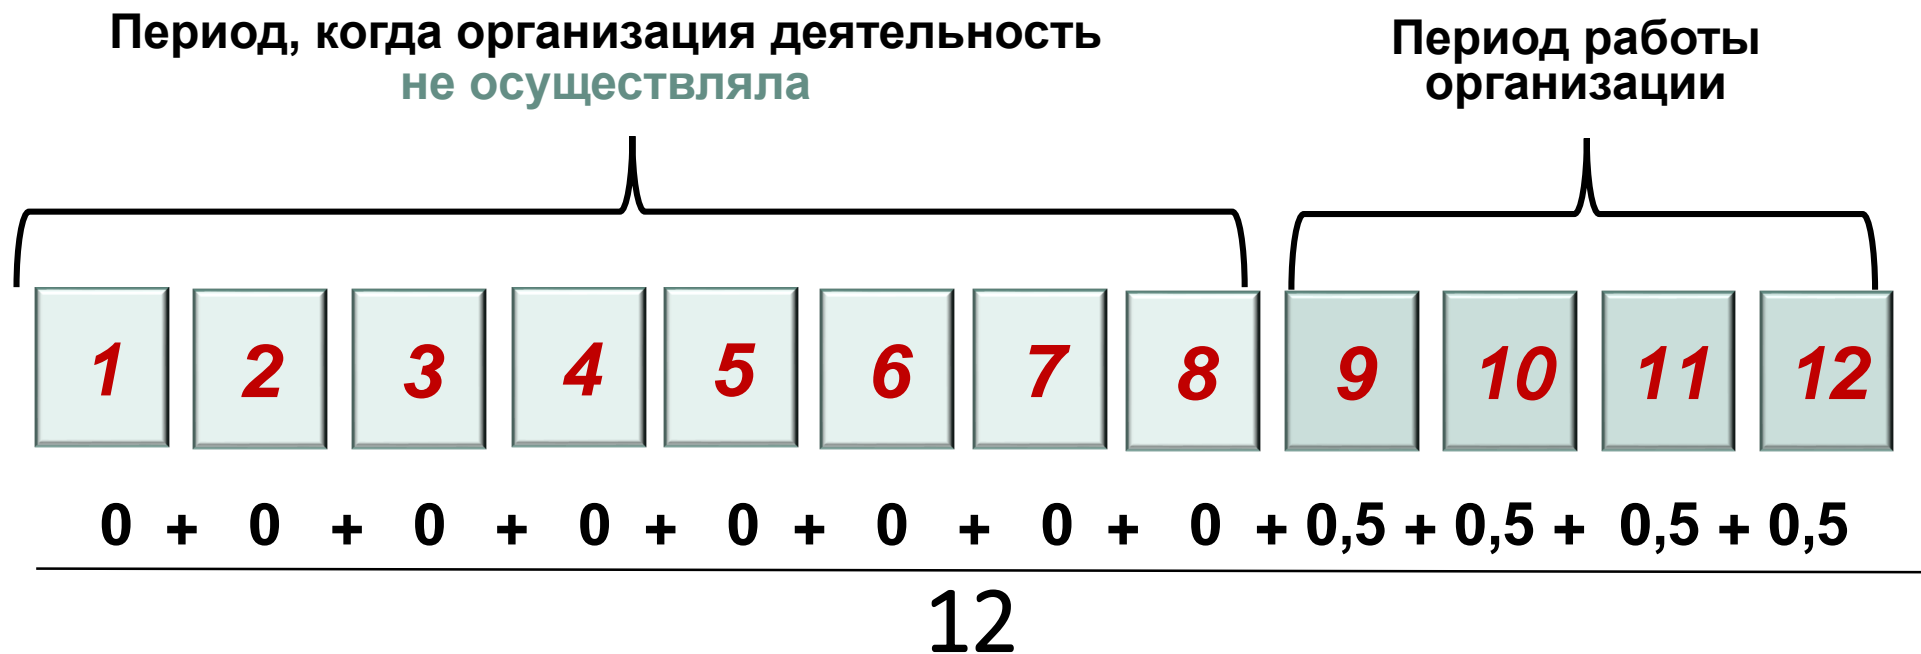 Период, когда организация деятельность
не осуществляла
Период работы
организации
1 2 3 4 5 6 7 8 9 10 11 12
0 + 0 + 0 + 0 + 0 + 0 + 0 + 0 + 0,5 + 0,5 + 0,5 + 0,5
12